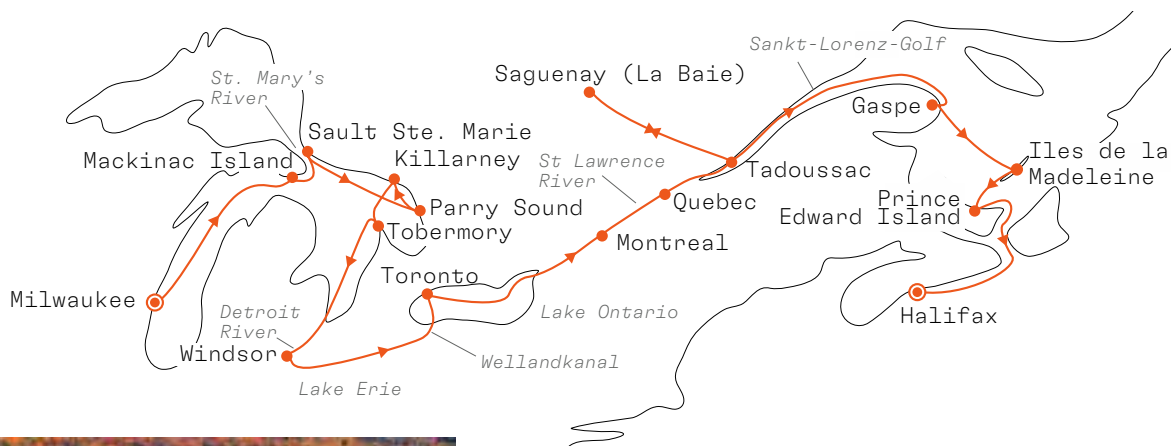 Sankt-Lorenz-Golf
Saguenay (La Baie)
St. Mary's
River
Gaspe
Sault Ste. Marie
Mackinac Island
Killarney
St Lawrence
River
Tadoussac
Iles de la
Madeleine
Parry Sound
Quebec
Prince
Edward Island
Tobermory
Montreal
Toronto
Milwaukee
Detroit
River
Lake Ontario
Halifax
Windsor
Wellandkanal
Lake Erie